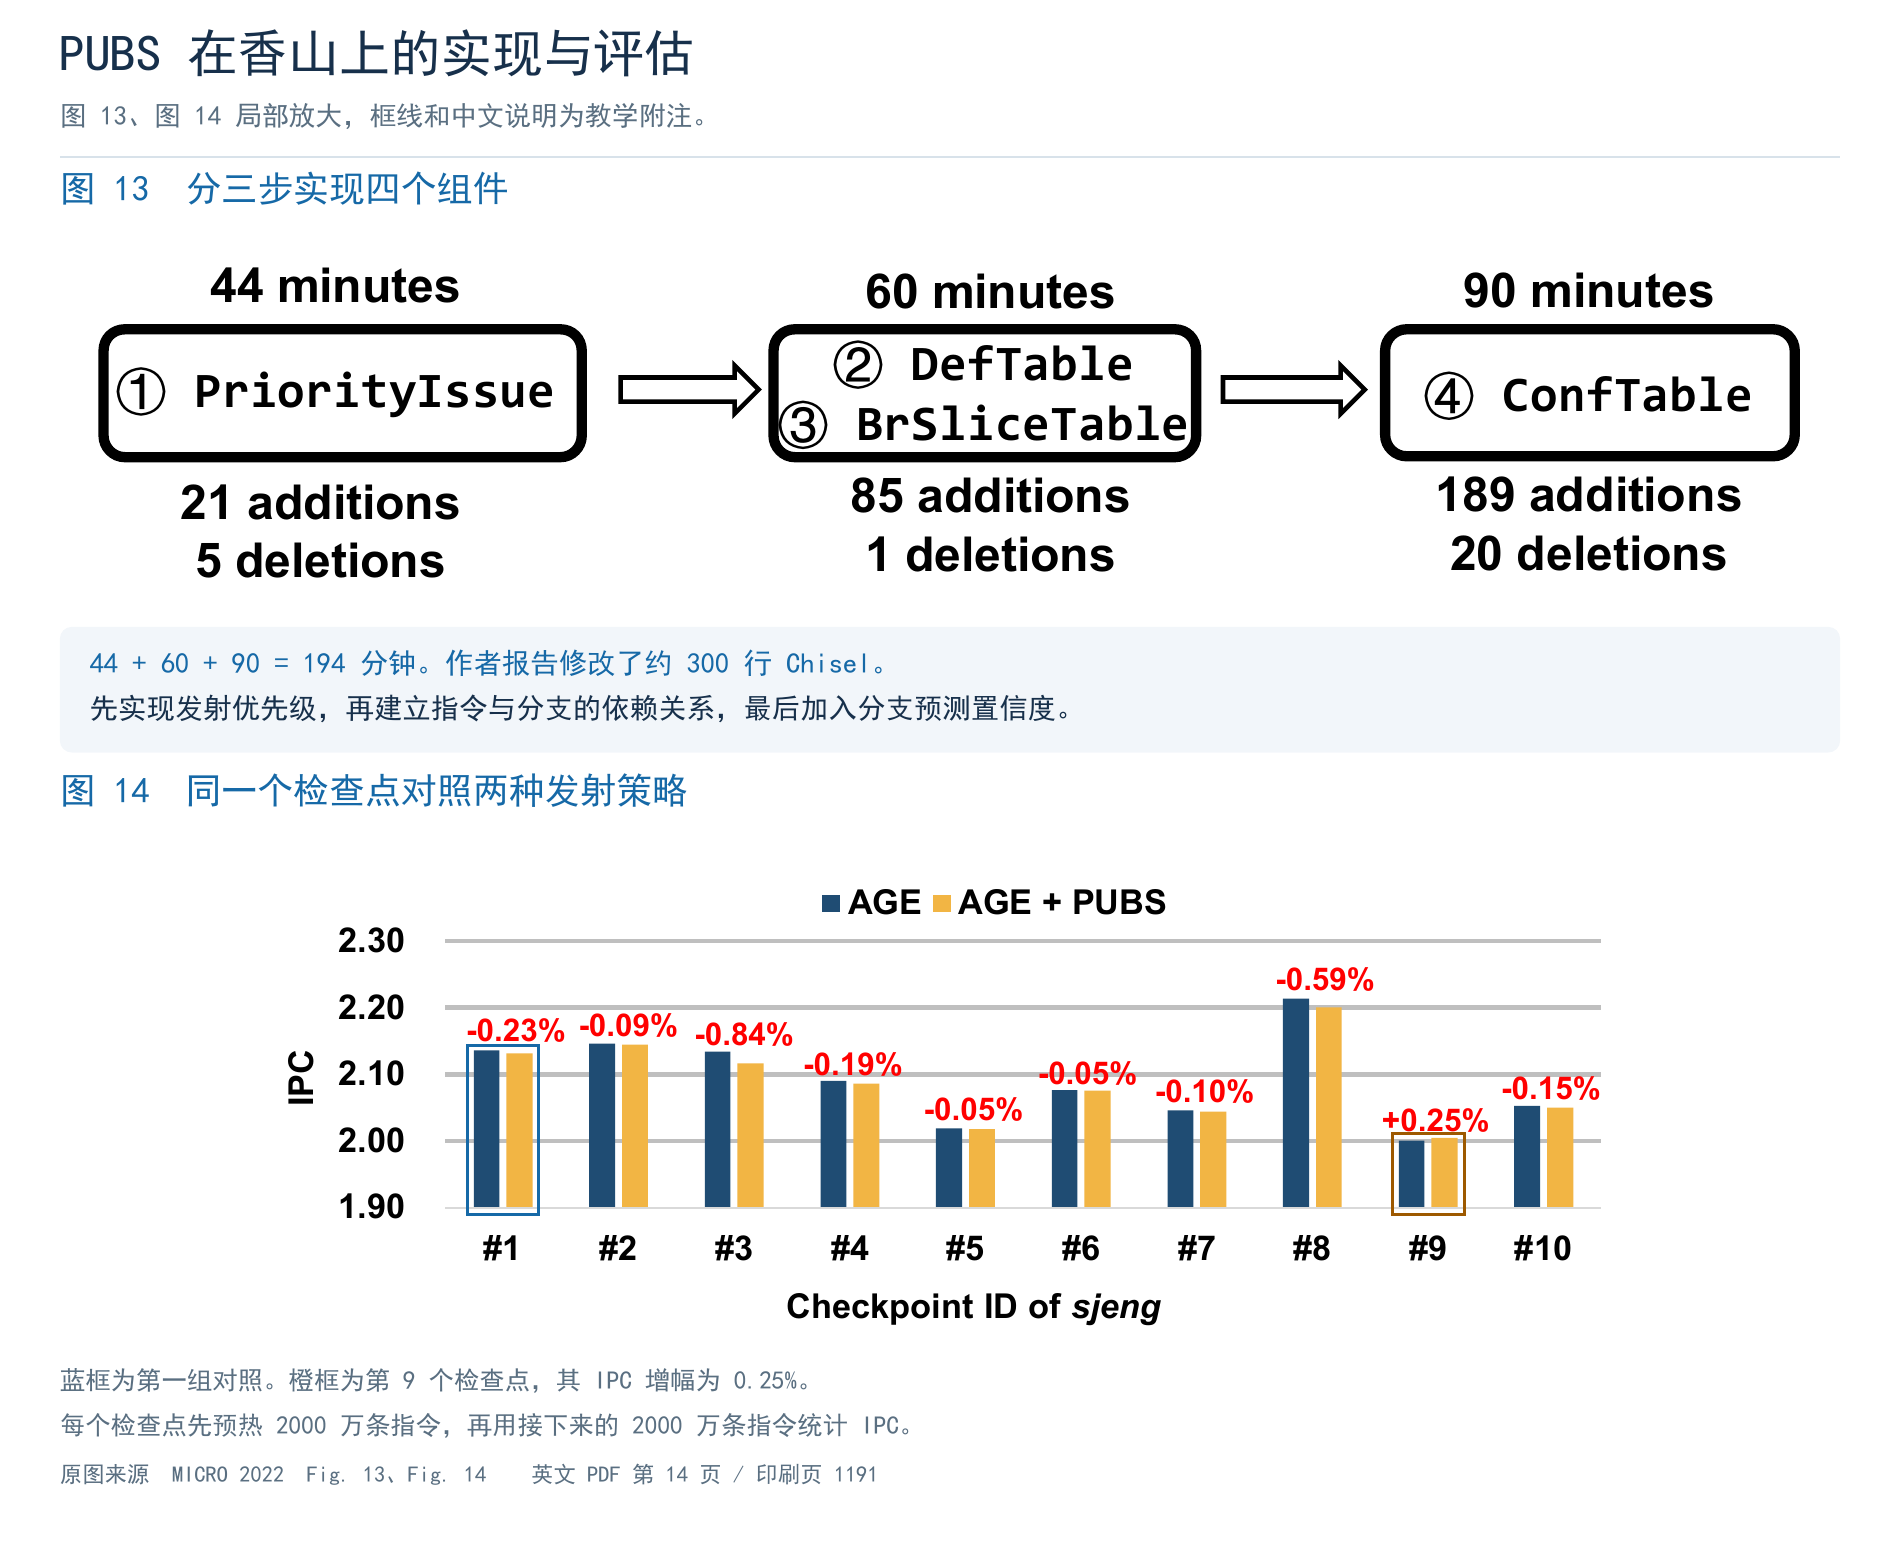 PUBS 在香山上的实现与评估
图 13、图 14 局部放大，框线和中文说明为教学附注。
图 13 分三步实现四个组件
44 minutes
① PriorityIssue
21 additions
5 deletions
60 minutes
② DefTable
③ BrSliceTable
85 additions
1 deletions
90 minutes
④ ConfTable
189 additions
20 deletions
44 + 60 + 90 = 194 分钟。作者报告修改了约 300 行 Chisel。
先实现发射优先级，再建立指令与分支的依赖关系，最后加入分支预测置信度。
图 14 同一个检查点对照两种发射策略
AGE AGE + PUBS
IPC
2.30
2.20
2.10
2.00
1.90
-0.23%
-0.09%
-0.84%
-0.19%
-0.05%
-0.05%
-0.10%
-0.59%
+0.25%
-0.15%
#1 #2 #3 #4 #5 #6 #7 #8 #9 #10
Checkpoint ID of sjeng
蓝框为第一组对照。橙框为第 9 个检查点，其 IPC 增幅为 0.25%。
每个检查点先预热 2000 万条指令，再用接下来的 2000 万条指令统计 IPC。
原图来源 MICRO 2022 Fig. 13、Fig. 14 英文 PDF 第 14 页 / 印刷页 1191